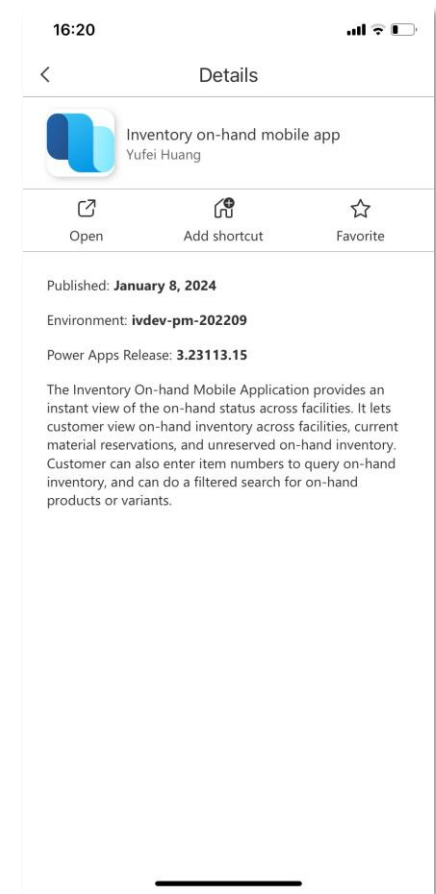 16:20
Details
Inventory on-hand mobile app
Yufei Huang
Open
Add shortcut
Favorite
Published: January 8, 2024
Environment: ivdev-pm-202209
Power Apps Release: 3.23113.15
The Inventory On-hand Mobile Application provides an
instant view of the on-hand status across facilities. It lets
customer view on-hand inventory across facilities, current
material reservations, and unreserved on-hand inventory.
Customer can also enter item numbers to query on-hand
inventory, and can do a filtered search for on-hand
products or variants.